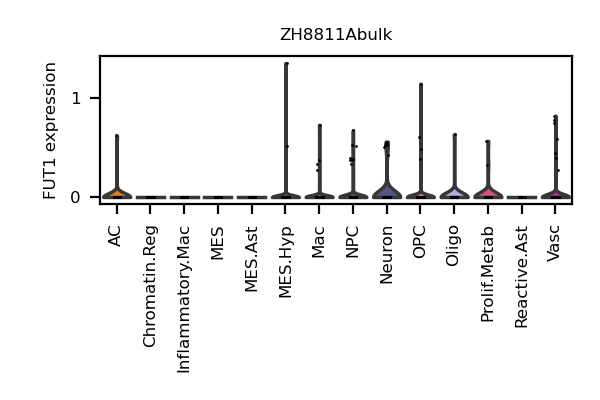 ZH8811Abulk
FUT1 expression
1
0
AC
Chromatin.Reg
Inflammatory.Mac
MES
MES.Ast
MES.Hyp
Mac
NPC
Neuron
OPC
Oligo
Prolif.Metab
Reactive.Ast
Vasc